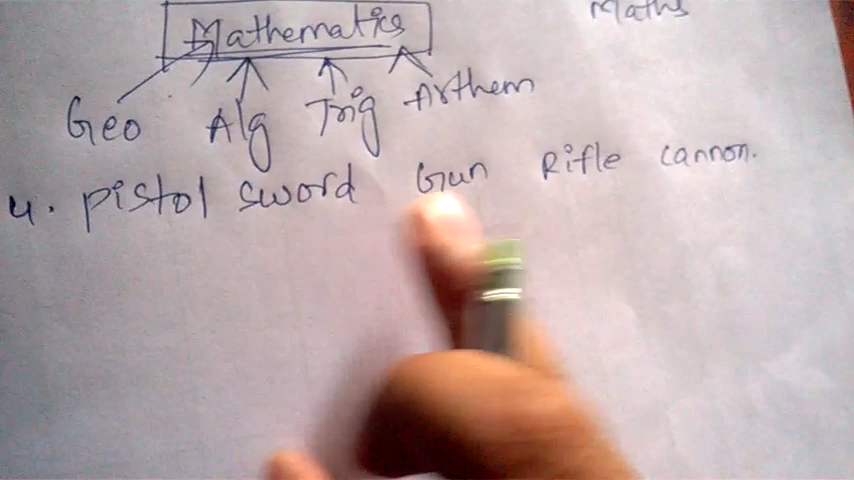 Maths
Mathematics
Geo Alg Trig Arthem
4. pistol sword Gun Rifle cannon.